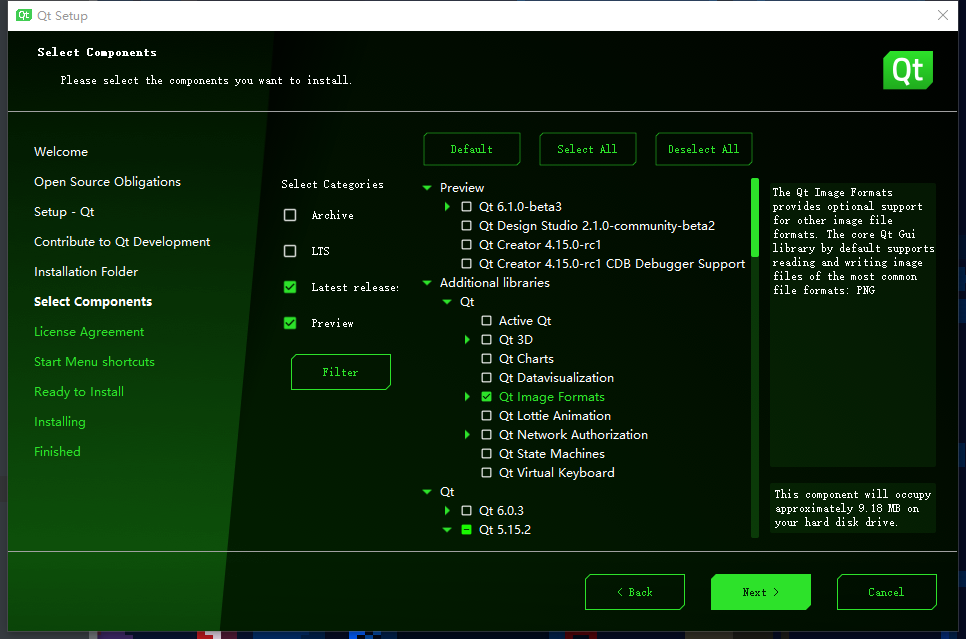 Qt Qt Setup
Select Components
Please select the components you want to install.
Qt
Welcome
Open Source Obligations
Setup - Qt
Contribute to Qt Development
Installation Folder
Select Components
License Agreement
Start Menu shortcuts
Ready to Install
Installing
Finished
Select Categories
Archive
LTS
Latest releases
Preview
Filter
Default
Select All
Deselect All
Preview
Qt 6.1.0-beta3
Qt Design Studio 2.1.0-community-beta2
Qt Creator 4.15.0-rc1
Qt Creator 4.15.0-rc1 CDB Debugger Support
Additional libraries
Qt
Active Qt
Qt 3D
Qt Charts
Qt Datavisualization
Qt Image Formats
Qt Lottie Animation
Qt Network Authorization
Qt State Machines
Qt Virtual Keyboard
Qt
Qt 6.0.3
Qt 5.15.2
The Qt Image Formats
provides optional support
for other image file
formats. The core Qt Gui
library by default supports
reading and writing image
files of the most common
file formats: PNG
This component will occupy
approximately 9.18 MB on
your hard disk drive.
< Back
Next >
Cancel